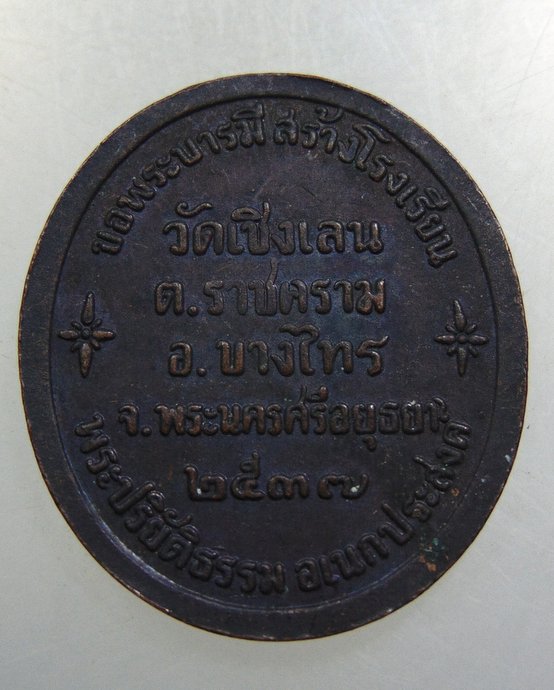 ขอพระบารมี สร้างโรงเรียน
วัดเชิงเลน
ต.ราชคราม
อ.บางไทร
จ.พระนครศรีอยุธยา
๒๕๓๗
พระปริยัติธรรม อเนกประสงค์